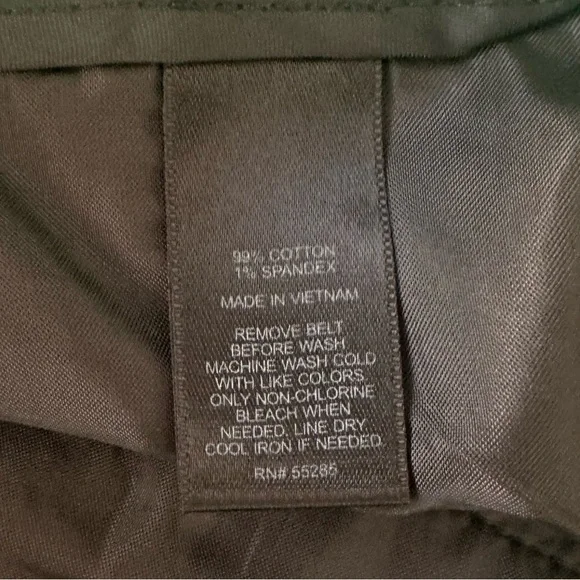 99% COTTON
1% SPANDEX
MADE IN VIETNAM
REMOVE BELT
BEFORE WASH
MACHINE WASH COLD
WITH LIKE COLORS
ONLY NON-CHLORINE
BLEACH WHEN
NEEDED. LINE DRY.
COOL IRON IF NEEDED.
RN# 55285